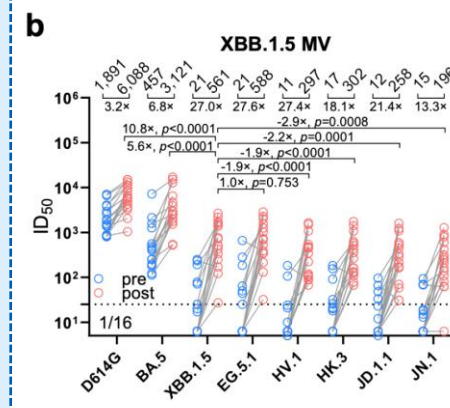 b
XBB.1.5 MV
1,891 6,088 457 3,121 21 561 21 588 11 297 17 302 12 258 15 196
3.2× 6.8× 27.0× 27.6× 27.4× 18.1× 21.4× 13.3×
-2.9×, p=0.0008
10.8×, p<0.0001
-2.2×, p=0.0001
5.6×, p<0.0001
-1.9×, p<0.0001
-1.9×, p<0.0001
1.0×, p=0.753
ID50
10⁶
10⁵
10⁴
10³
10²
10¹
pre
post
1/16
D614G BA.5 XBB.1.5 EG.5.1 HV.1 HK.3 JD.1.1 JN.1